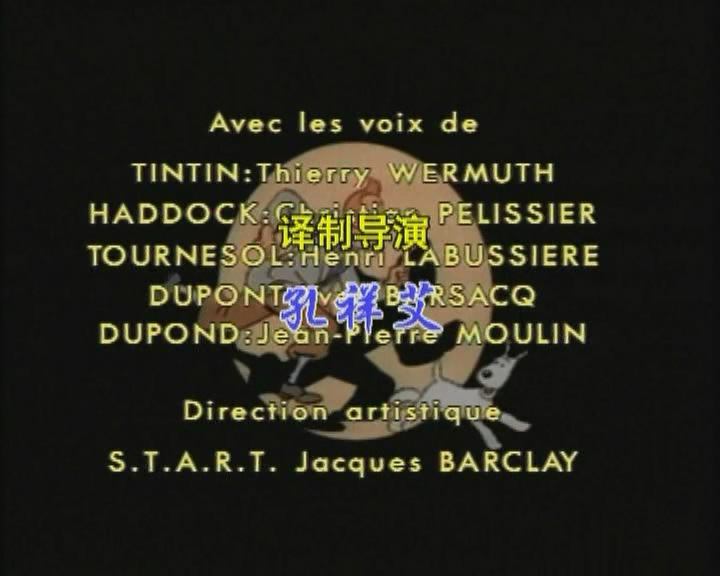 Avec les voix de
TINTIN:Thierry WERMUTH
HADDOCK:Christian PELISSIER
译制导演
TOURNESOL:Henri LABUSSIERE
DUPONT: BARSACQ
孔祥艾
DUPOND:Jean-Pierre MOULIN
Direction artistique
S.T.A.R.T. Jacques BARCLAY